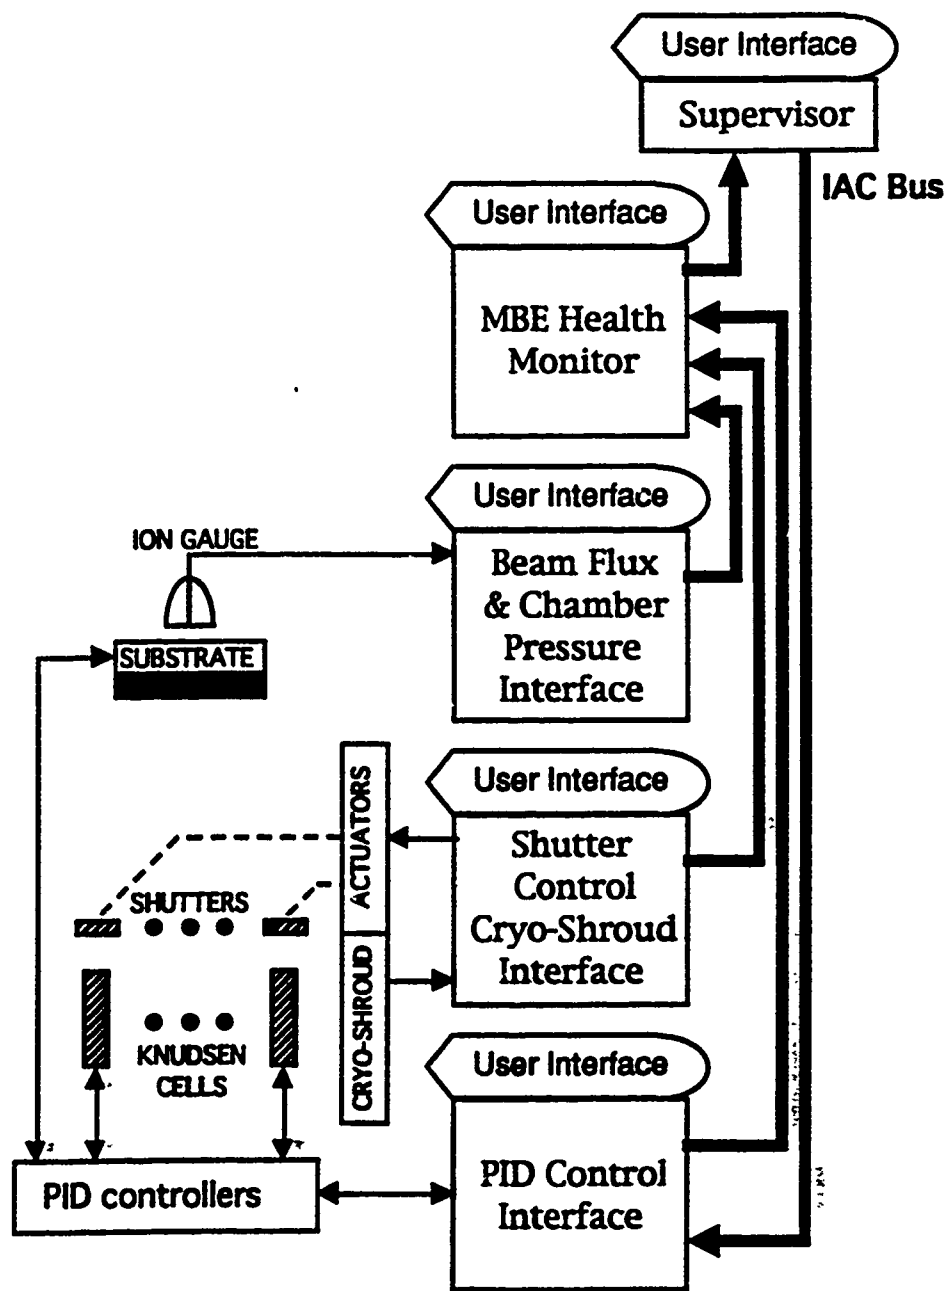 User Interface
Supervisor
IAC Bus
User Interface
MBE Health
Monitor
User Interface
ION GAUGE
Beam Flux
& Chamber
Pressure
Interface
SUBSTRATE
User Interface
ACTUATORS
Shutter
Control
Cryo-Shroud
Interface
SHUTTERS
CRYO-SHROUD
KNUDSEN
CELLS
User Interface
PID controllers
PID Control
Interface